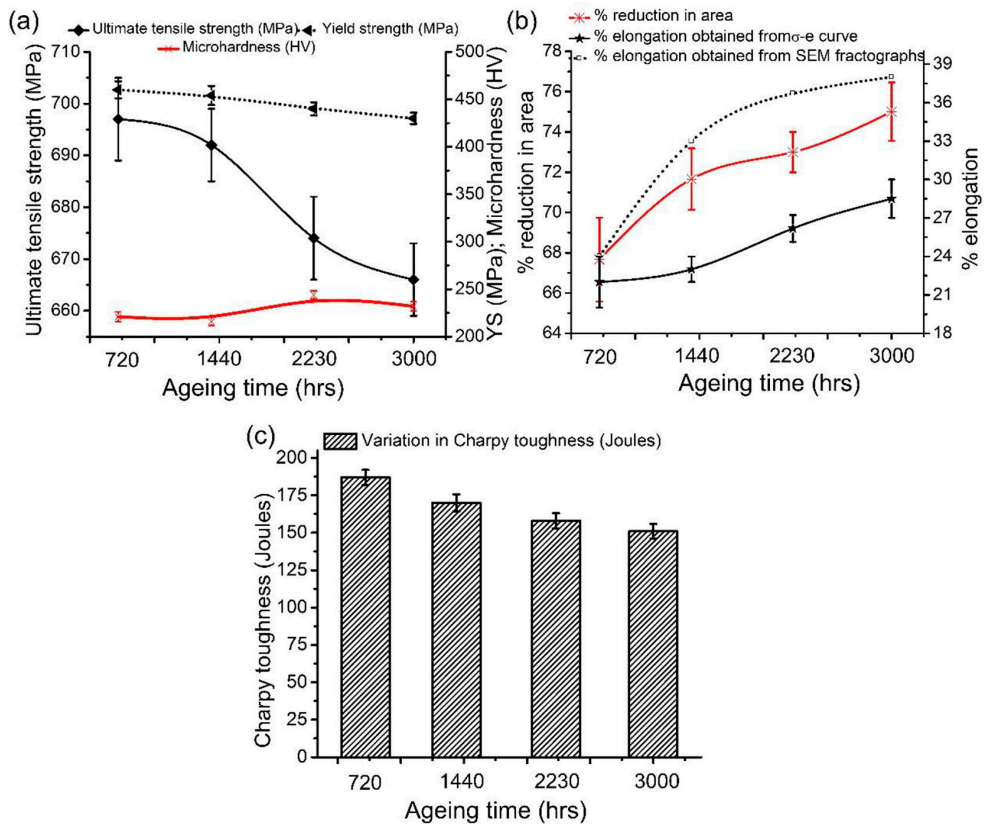 (a)
Ultimate tensile strength (MPa) Yield strength (MPa)
Microhardness (HV)
Ultimate tensile strength (MPa)
710
700
690
680
670
660
YS (MPa); Microhardness (HV)
500
450
400
350
300
250
200
720 1440 2230 3000
Ageing time (hrs)
(b)
% reduction in area
% elongation obtained fromσ-e curve
% elongation obtained from SEM fractographs
% reduction in area
78
76
74
72
70
68
66
64
% elongation
39
36
33
30
27
24
21
18
720 1440 2230 3000
Ageing time (hrs)
(c)
Variation in Charpy toughness (Joules)
Charpy toughness (Joules)
200
175
150
125
100
75
50
25
0
720 1440 2230 3000
Ageing time (hrs)